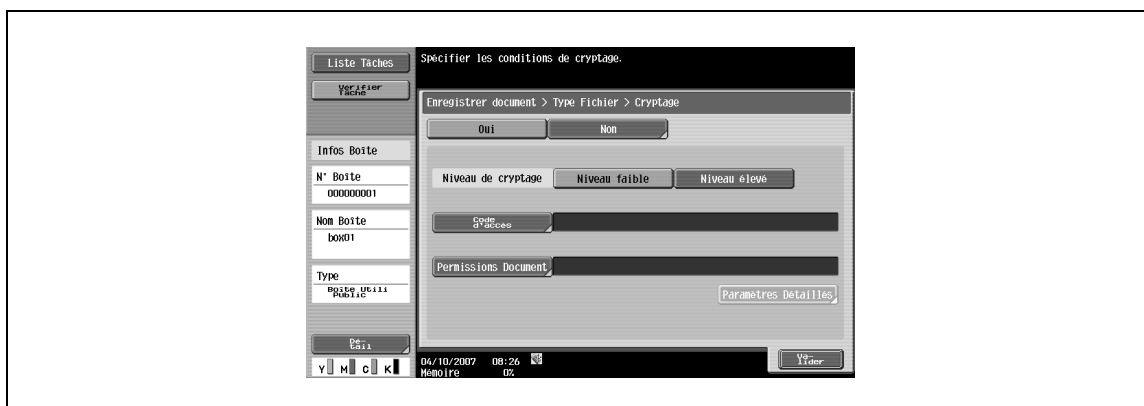 Liste Tâches
Spécifier les conditions de cryptage.
Vérifier
Tâche
Enregistrer document > Type Fichier > Cryptage
Oui
Non
Infos Boîte
N° Boîte
000000001
Niveau de cryptage
Niveau faible
Niveau élevé
Nom Boîte
box01
Code
d'accès
Type
Boîte Utili
Public
Permissions Document
Paramètres Détaillés
Dé-
tail
Va-
lider
Y M C K
04/10/2007 08:26
Mémoire 0%